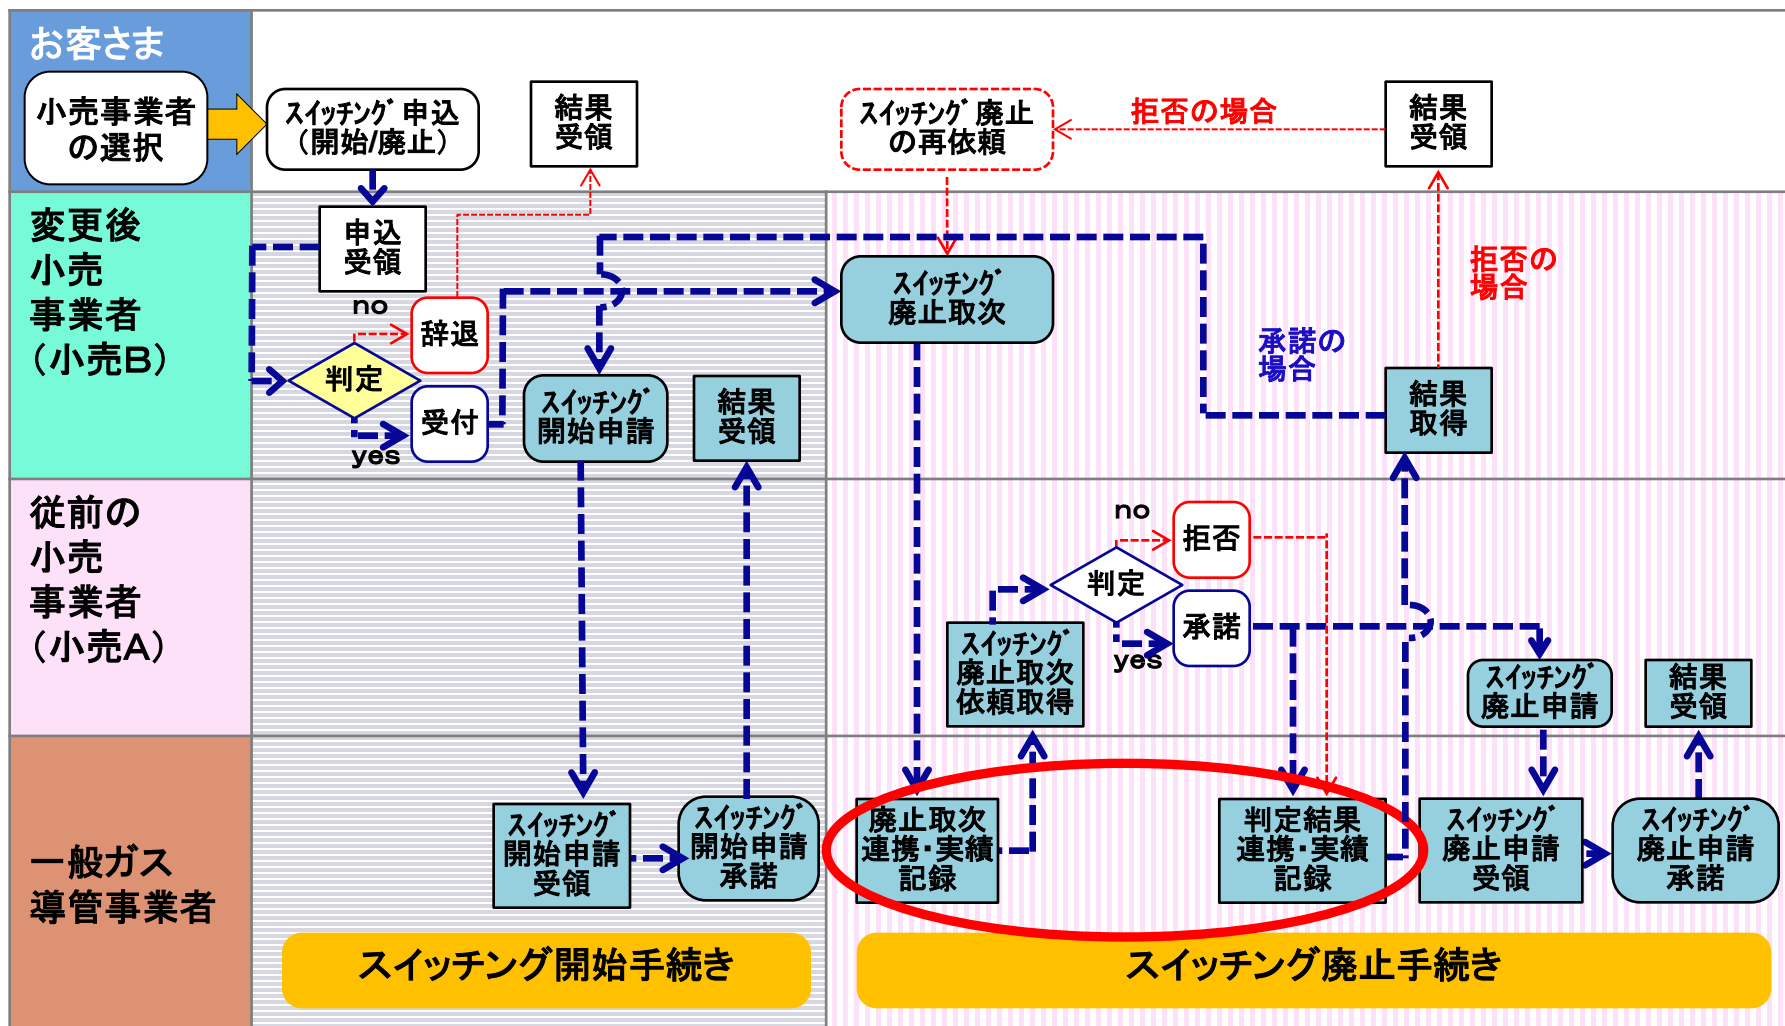 お客さま
小売事業者
の選択
ｽｲｯﾁﾝｸﾞ申込
（開始/廃止）
結果
受領
ｽｲｯﾁﾝｸﾞ廃止
の再依頼
拒否の場合
結果
受領
変更後
小売
事業者
（小売Ｂ）
申込
受領
no
辞退
判定
受付
yes
ｽｲｯﾁﾝｸﾞ
開始申請
結果
受領
ｽｲｯﾁﾝｸﾞ
廃止取次
承諾の
場合
拒否の
場合
結果
取得
従前の
小売
事業者
（小売Ａ）
no
拒否
判定
承諾
yes
ｽｲｯﾁﾝｸﾞ
廃止取次
依頼取得
ｽｲｯﾁﾝｸﾞ
廃止申請
結果
受領
一般ガス
導管事業者
ｽｲｯﾁﾝｸﾞ
開始申請
受領
ｽｲｯﾁﾝｸﾞ
開始申請
承諾
廃止取次
連携・実績
記録
判定結果
連携・実績
記録
ｽｲｯﾁﾝｸﾞ
廃止申請
受領
ｽｲｯﾁﾝｸﾞ
廃止申請
承諾
スイッチング開始手続き
スイッチング廃止手続き